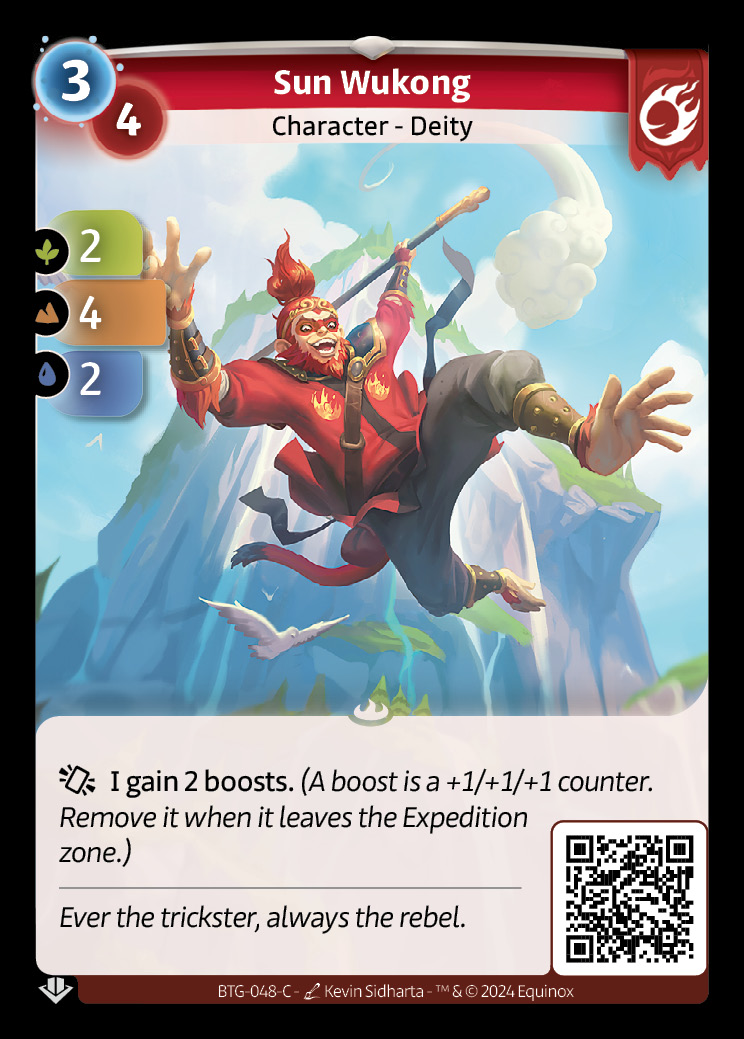 3
Sun Wukong
4
Character - Deity
2
4
2
I gain 2 boosts. (A boost is a +1/+1/+1 counter.
Remove it when it leaves the Expedition
zone.)
Ever the trickster, always the rebel.
BTG-048-C - Kevin Sidharta - ™ & © 2024 Equinox